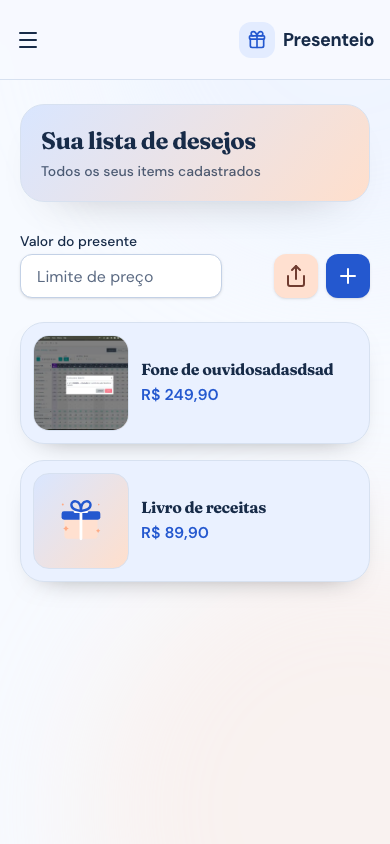 Presenteio
Sua lista de desejos
Todos os seus items cadastrados
Valor do presente
Limite de preço
Fone de ouvidosadasdsad
R$ 249,90
Livro de receitas
R$ 89,90